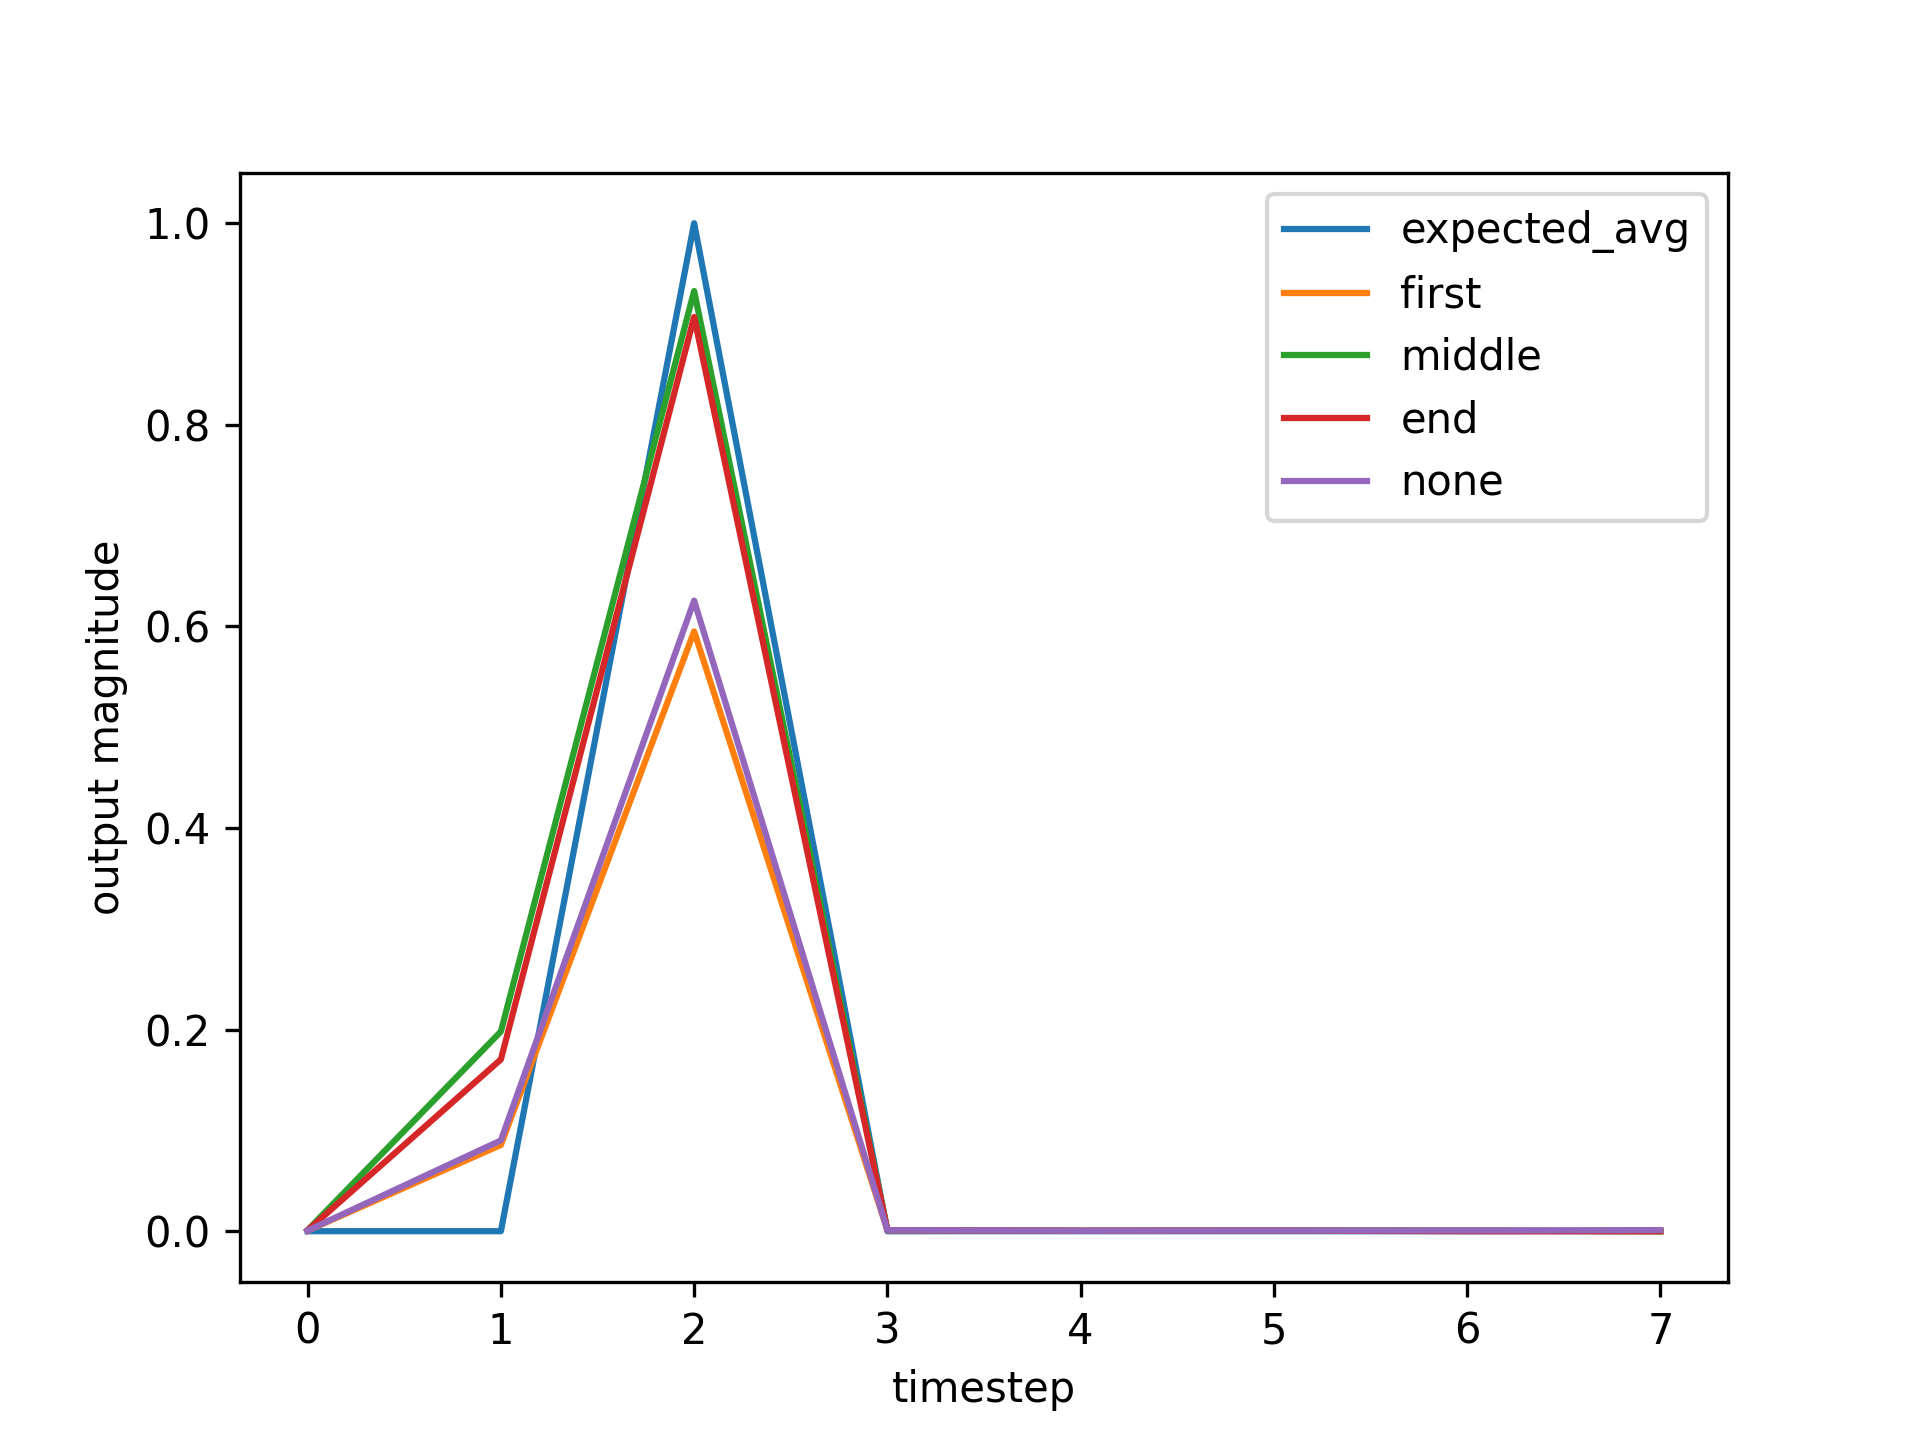 expected_avg
first
middle
end
none
1.0
0.8
0.6
0.4
0.2
0.0
output magnitude
0 1 2 3 4 5 6 7
timestep